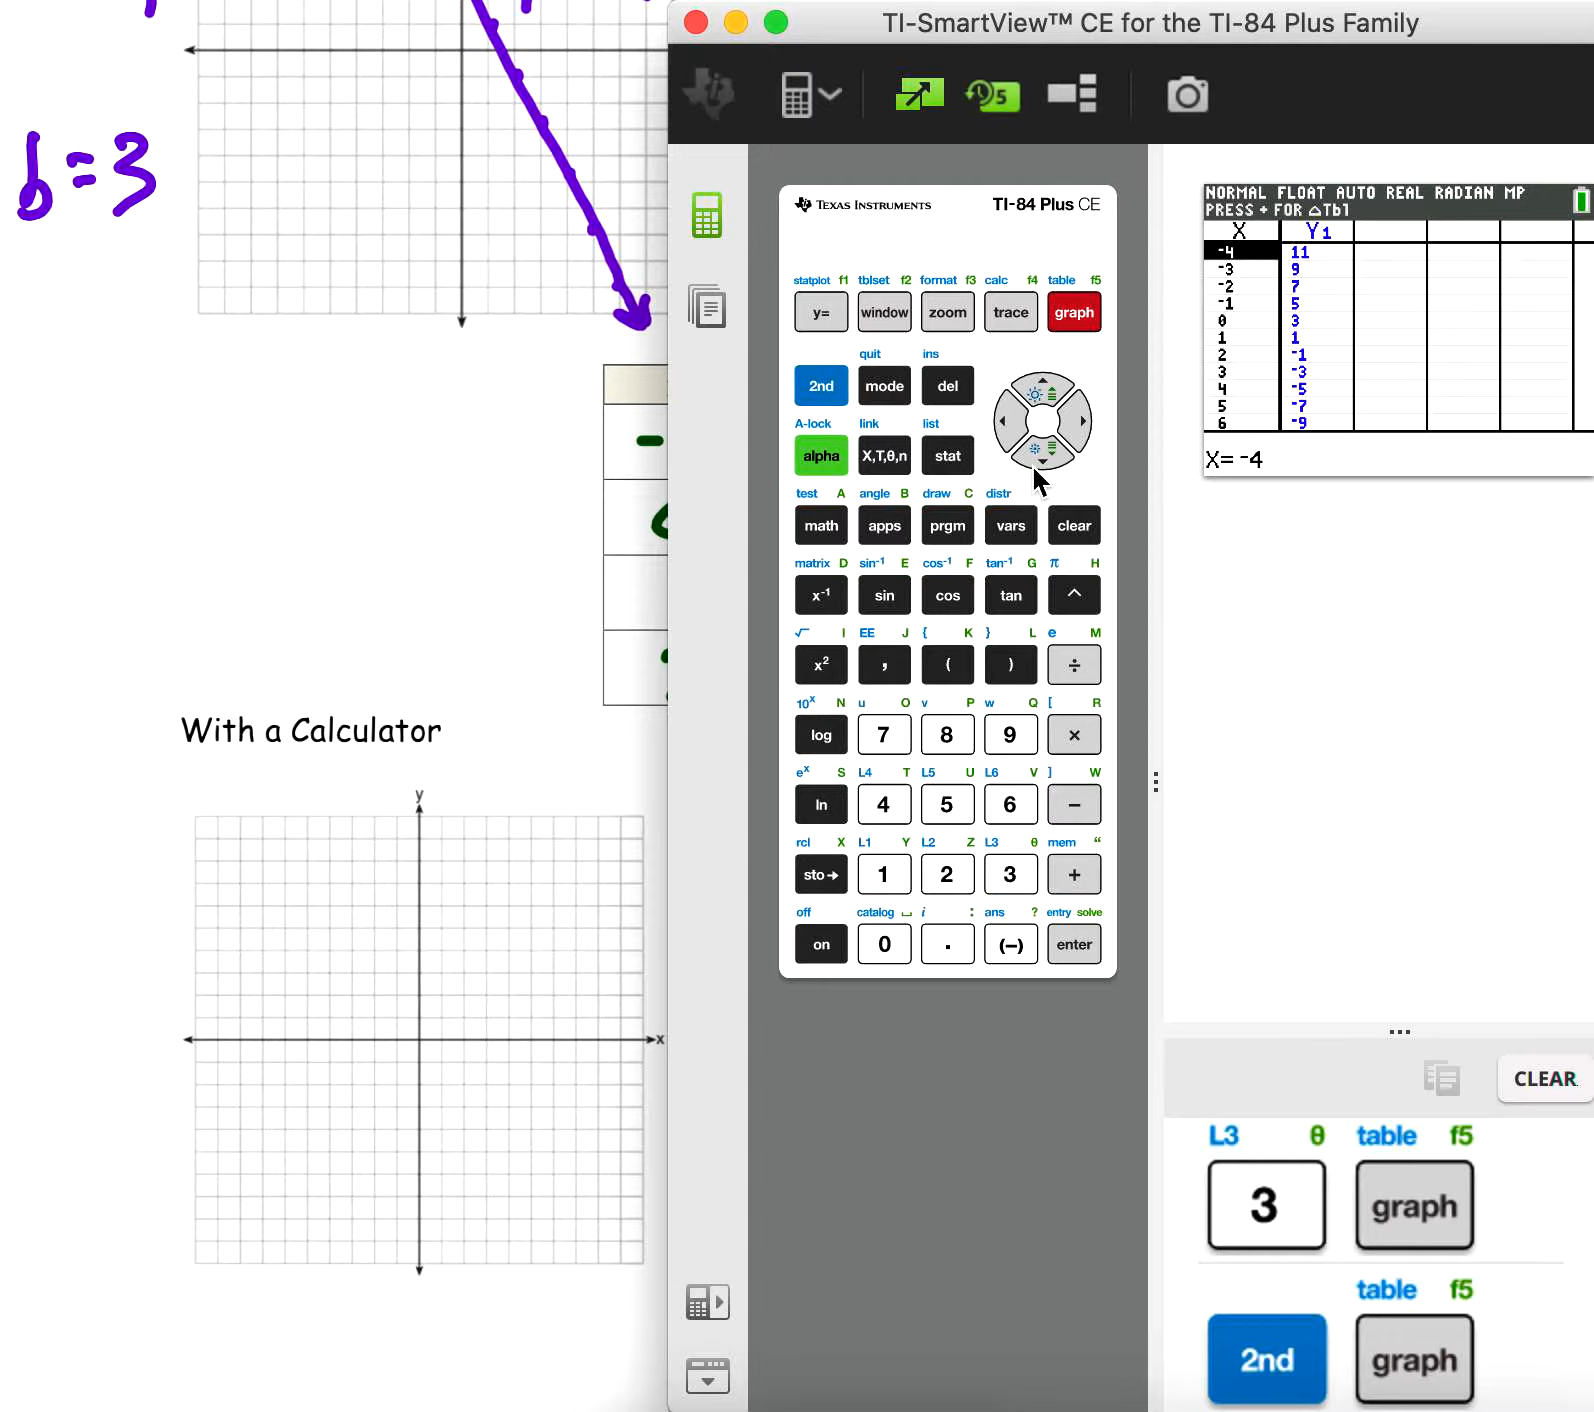 TI-SmartView™ CE for the TI-84 Plus Family
5
b=3
TEXAS INSTRUMENTS TI-84 Plus CE
statplot f1 tblset f2 format f3 calc f4 table f5
y= window zoom trace graph
quit ins
2nd mode del
A-lock link list
alpha X,T,θ,n stat
test A angle B draw C distr
math apps prgm vars clear
matrix D sin⁻¹ E cos⁻¹ F tan⁻¹ G π H
x⁻¹ sin cos tan ^
√ I EE J { K } L e M
x² , ( ) ÷
10ˣ N u O v P w Q [ R
log 7 8 9 ×
eˣ S L4 T L5 U L6 V ] W
ln 4 5 6 −
rcl X L1 Y L2 Z L3 θ mem “
sto→ 1 2 3 +
off catalog ⎵ i : ans ? entry solve
on 0 . (−) enter
NORMAL FLOAT AUTO REAL RADIAN MP
PRESS + FOR △Tbl
X Y1
-4 11
-3 9
-2 7
-1 5
0 3
1 1
2 -1
3 -3
4 -5
5 -7
6 -9
X= -4
With a Calculator
y
x
CLEAR
L3 θ table f5
3 graph
table f5
2nd graph